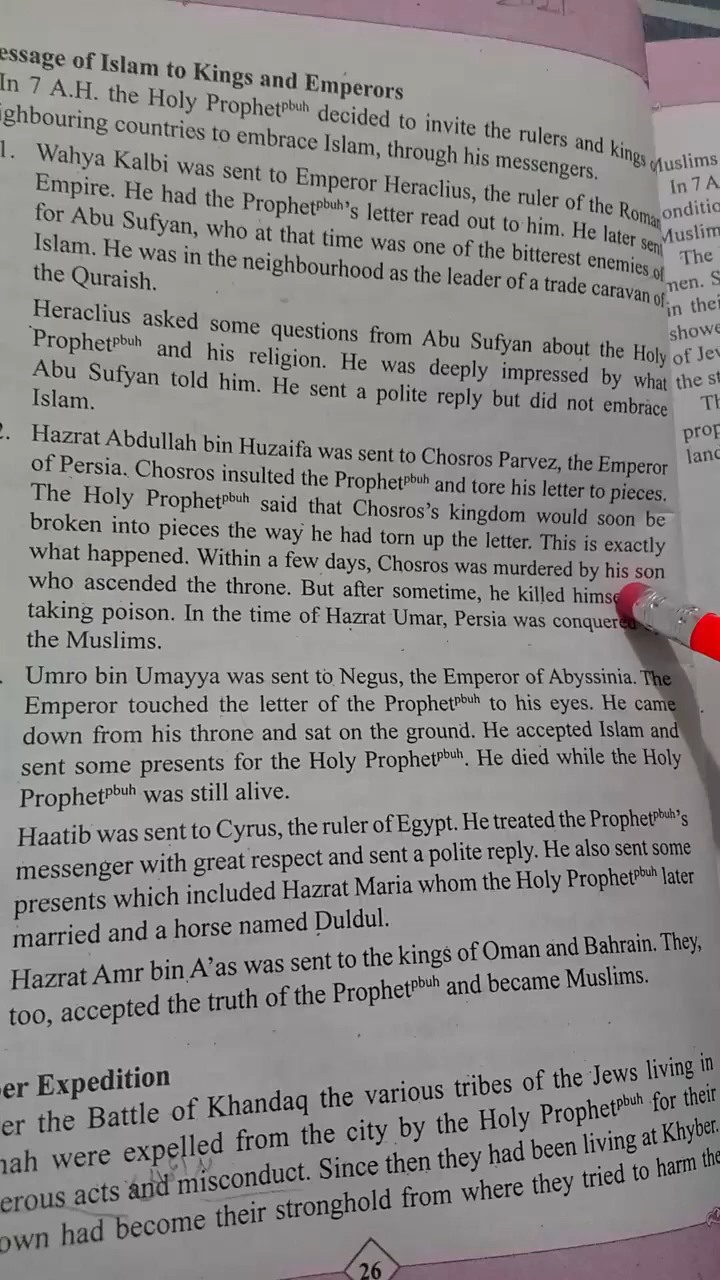 essage of Islam to Kings and Emperors
In 7 A.H. the Holy Prophetᵖᵇᵘʰ decided to invite the rulers and kings
ighbouring countries to embrace Islam, through his messengers.
1. Wahya Kalbi was sent to Emperor Heraclius, the ruler of the Roman
Empire. He had the Prophetᵖᵇᵘʰ's letter read out to him. He later sent
for Abu Sufyan, who at that time was one of the bitterest enemies of
Islam. He was in the neighbourhood as the leader of a trade caravan of
the Quraish.
Heraclius asked some questions from Abu Sufyan about the Holy
Prophetᵖᵇᵘʰ and his religion. He was deeply impressed by what
Abu Sufyan told him. He sent a polite reply but did not embrace
Islam.
2. Hazrat Abdullah bin Huzaifa was sent to Chosros Parvez, the Emperor
of Persia. Chosros insulted the Prophetᵖᵇᵘʰ and tore his letter to pieces.
The Holy Prophetᵖᵇᵘʰ said that Chosros's kingdom would soon be
broken into pieces the way he had torn up the letter. This is exactly
what happened. Within a few days, Chosros was murdered by his son
who ascended the throne. But after sometime, he killed himse
taking poison. In the time of Hazrat Umar, Persia was conquered
the Muslims.
Umro bin Umayya was sent to Negus, the Emperor of Abyssinia. The
Emperor touched the letter of the Prophetᵖᵇᵘʰ to his eyes. He came
down from his throne and sat on the ground. He accepted Islam and
sent some presents for the Holy Prophetᵖᵇᵘʰ. He died while the Holy
Prophetᵖᵇᵘʰ was still alive.
Haatib was sent to Cyrus, the ruler of Egypt. He treated the Prophetᵖᵇᵘʰ's
messenger with great respect and sent a polite reply. He also sent some
presents which included Hazrat Maria whom the Holy Prophetᵖᵇᵘʰ later
married and a horse named Duldul.
Hazrat Amr bin A'as was sent to the kings of Oman and Bahrain. They,
too, accepted the truth of the Prophetᵖᵇᵘʰ and became Muslims.
er Expedition
er the Battle of Khandaq the various tribes of the Jews living in
nah were expelled from the city by the Holy Prophetᵖᵇᵘʰ for their
erous acts and misconduct. Since then they had been living at Khyber.
own had become their stronghold from where they tried to harm the
26
Muslims
In 7 A
onditio
Muslim
The
men. S
in thei
showe
of Jev
the st
Th
prop
land